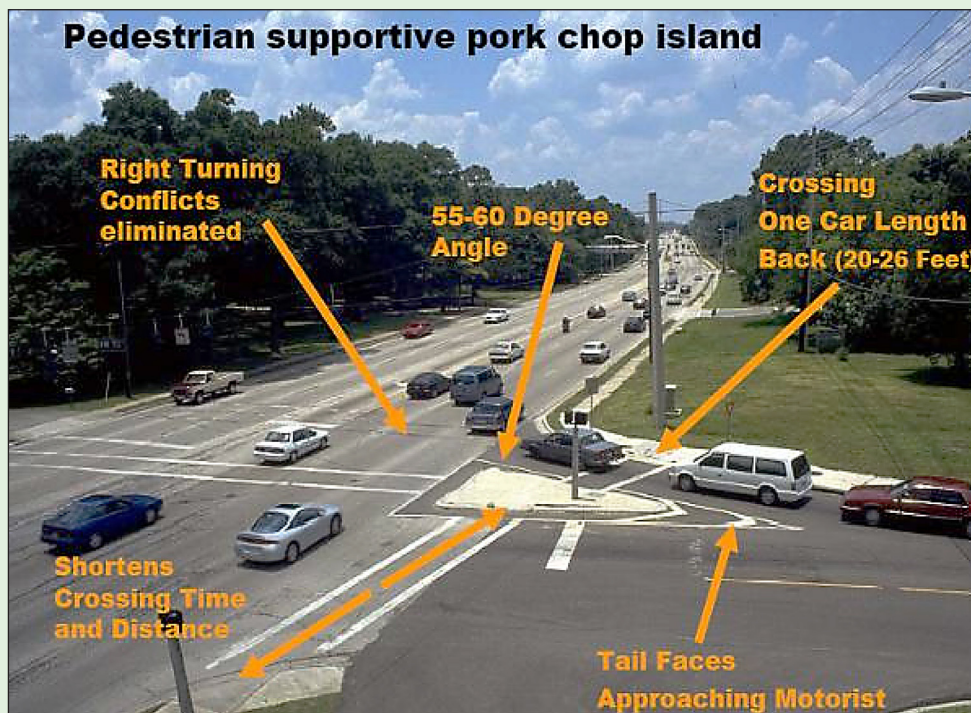 Pedestrian supportive pork chop island
Right Turning
Conflicts
eliminated
55-60 Degree
Angle
Crossing
One Car Length
Back (20-26 Feet)
Shortens
Crossing Time
and Distance
Tail Faces
Approaching Motorist